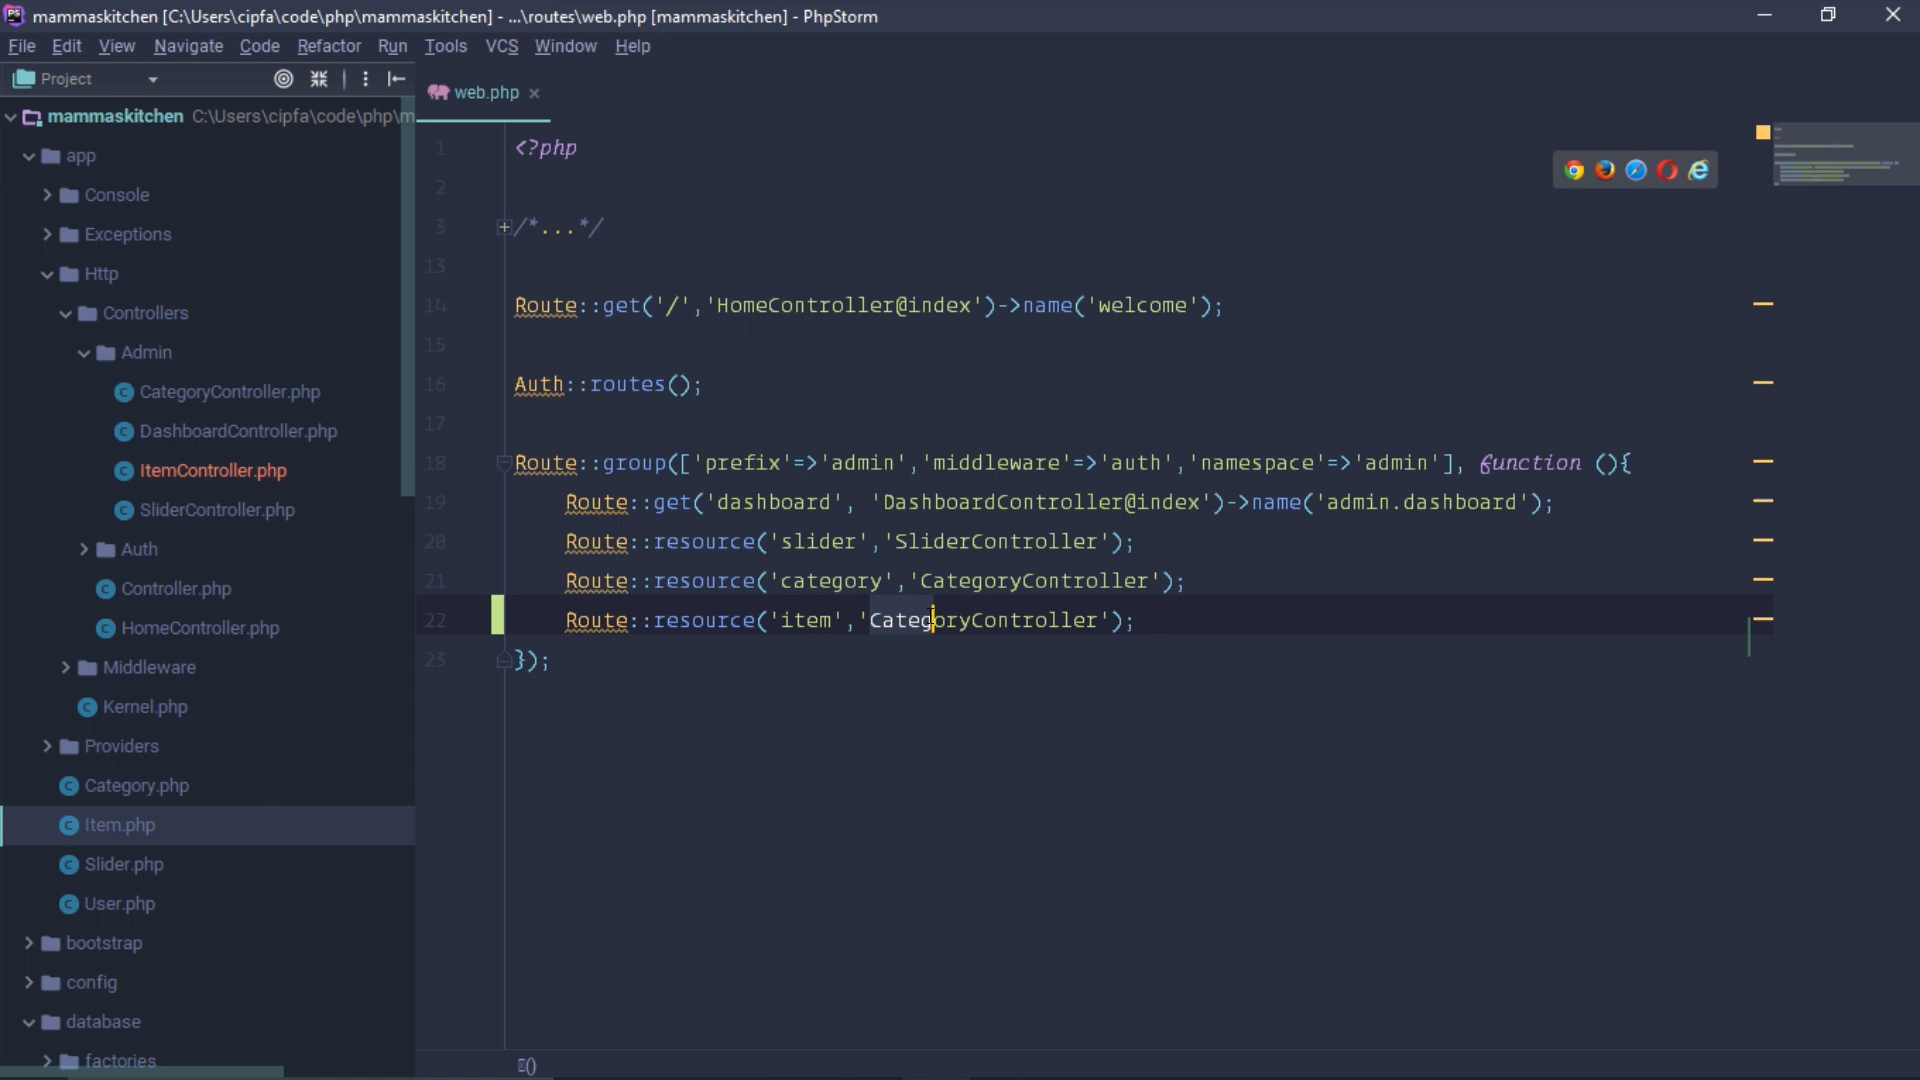 mammaskitchen [C:\Users\cipfa\code\php\mammaskitchen] - ...\routes\web.php [mammaskitchen] - PhpStorm
File Edit View Navigate Code Refactor Run Tools VCS Window Help
Project
web.php
mammaskitchen C:\Users\cipfa\code\php\m
app
Console
Exceptions
Http
Controllers
Admin
CategoryController.php
DashboardController.php
ItemController.php
SliderController.php
Auth
Controller.php
HomeController.php
Middleware
Kernel.php
Providers
Category.php
Item.php
Slider.php
User.php
bootstrap
config
database
factories
1 <?php
2
3 /*...*/
13
14 Route::get('/','HomeController@index')->name('welcome');
15
16 Auth::routes();
17
18 Route::group(['prefix'=>'admin','middleware'=>'auth','namespace'=>'admin'], function (){
19 Route::get('dashboard', 'DashboardController@index')->name('admin.dashboard');
20 Route::resource('slider','SliderController');
21 Route::resource('category','CategoryController');
22 Route::resource('item','CategoryController');
23 });